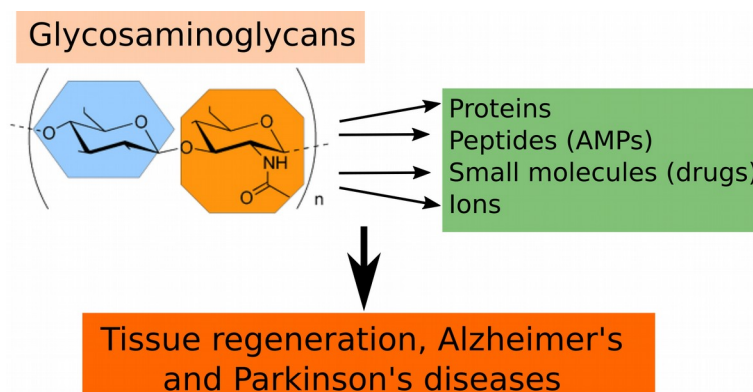 Glycosaminoglycans
O
O
O
O
NH
O
n
Proteins
Peptides (AMPs)
Small molecules (drugs)
Ions
Tissue regeneration, Alzheimer's
and Parkinson's diseases